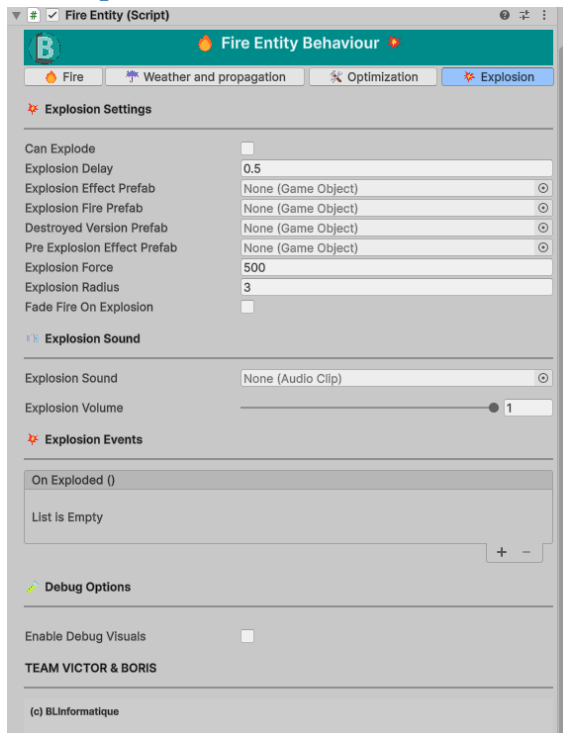 Fire Entity (Script)
B
Fire Entity Behaviour
Fire
Weather and propagation
Optimization
Explosion
Explosion Settings
Can Explode
Explosion Delay 0.5
Explosion Effect Prefab None (Game Object)
Explosion Fire Prefab None (Game Object)
Destroyed Version Prefab None (Game Object)
Pre Explosion Effect Prefab None (Game Object)
Explosion Force 500
Explosion Radius 3
Fade Fire On Explosion
Explosion Sound
Explosion Sound None (Audio Clip)
Explosion Volume 1
Explosion Events
On Exploded ()
List is Empty
+ −
Debug Options
Enable Debug Visuals
TEAM VICTOR & BORIS
(c) BLInformatique